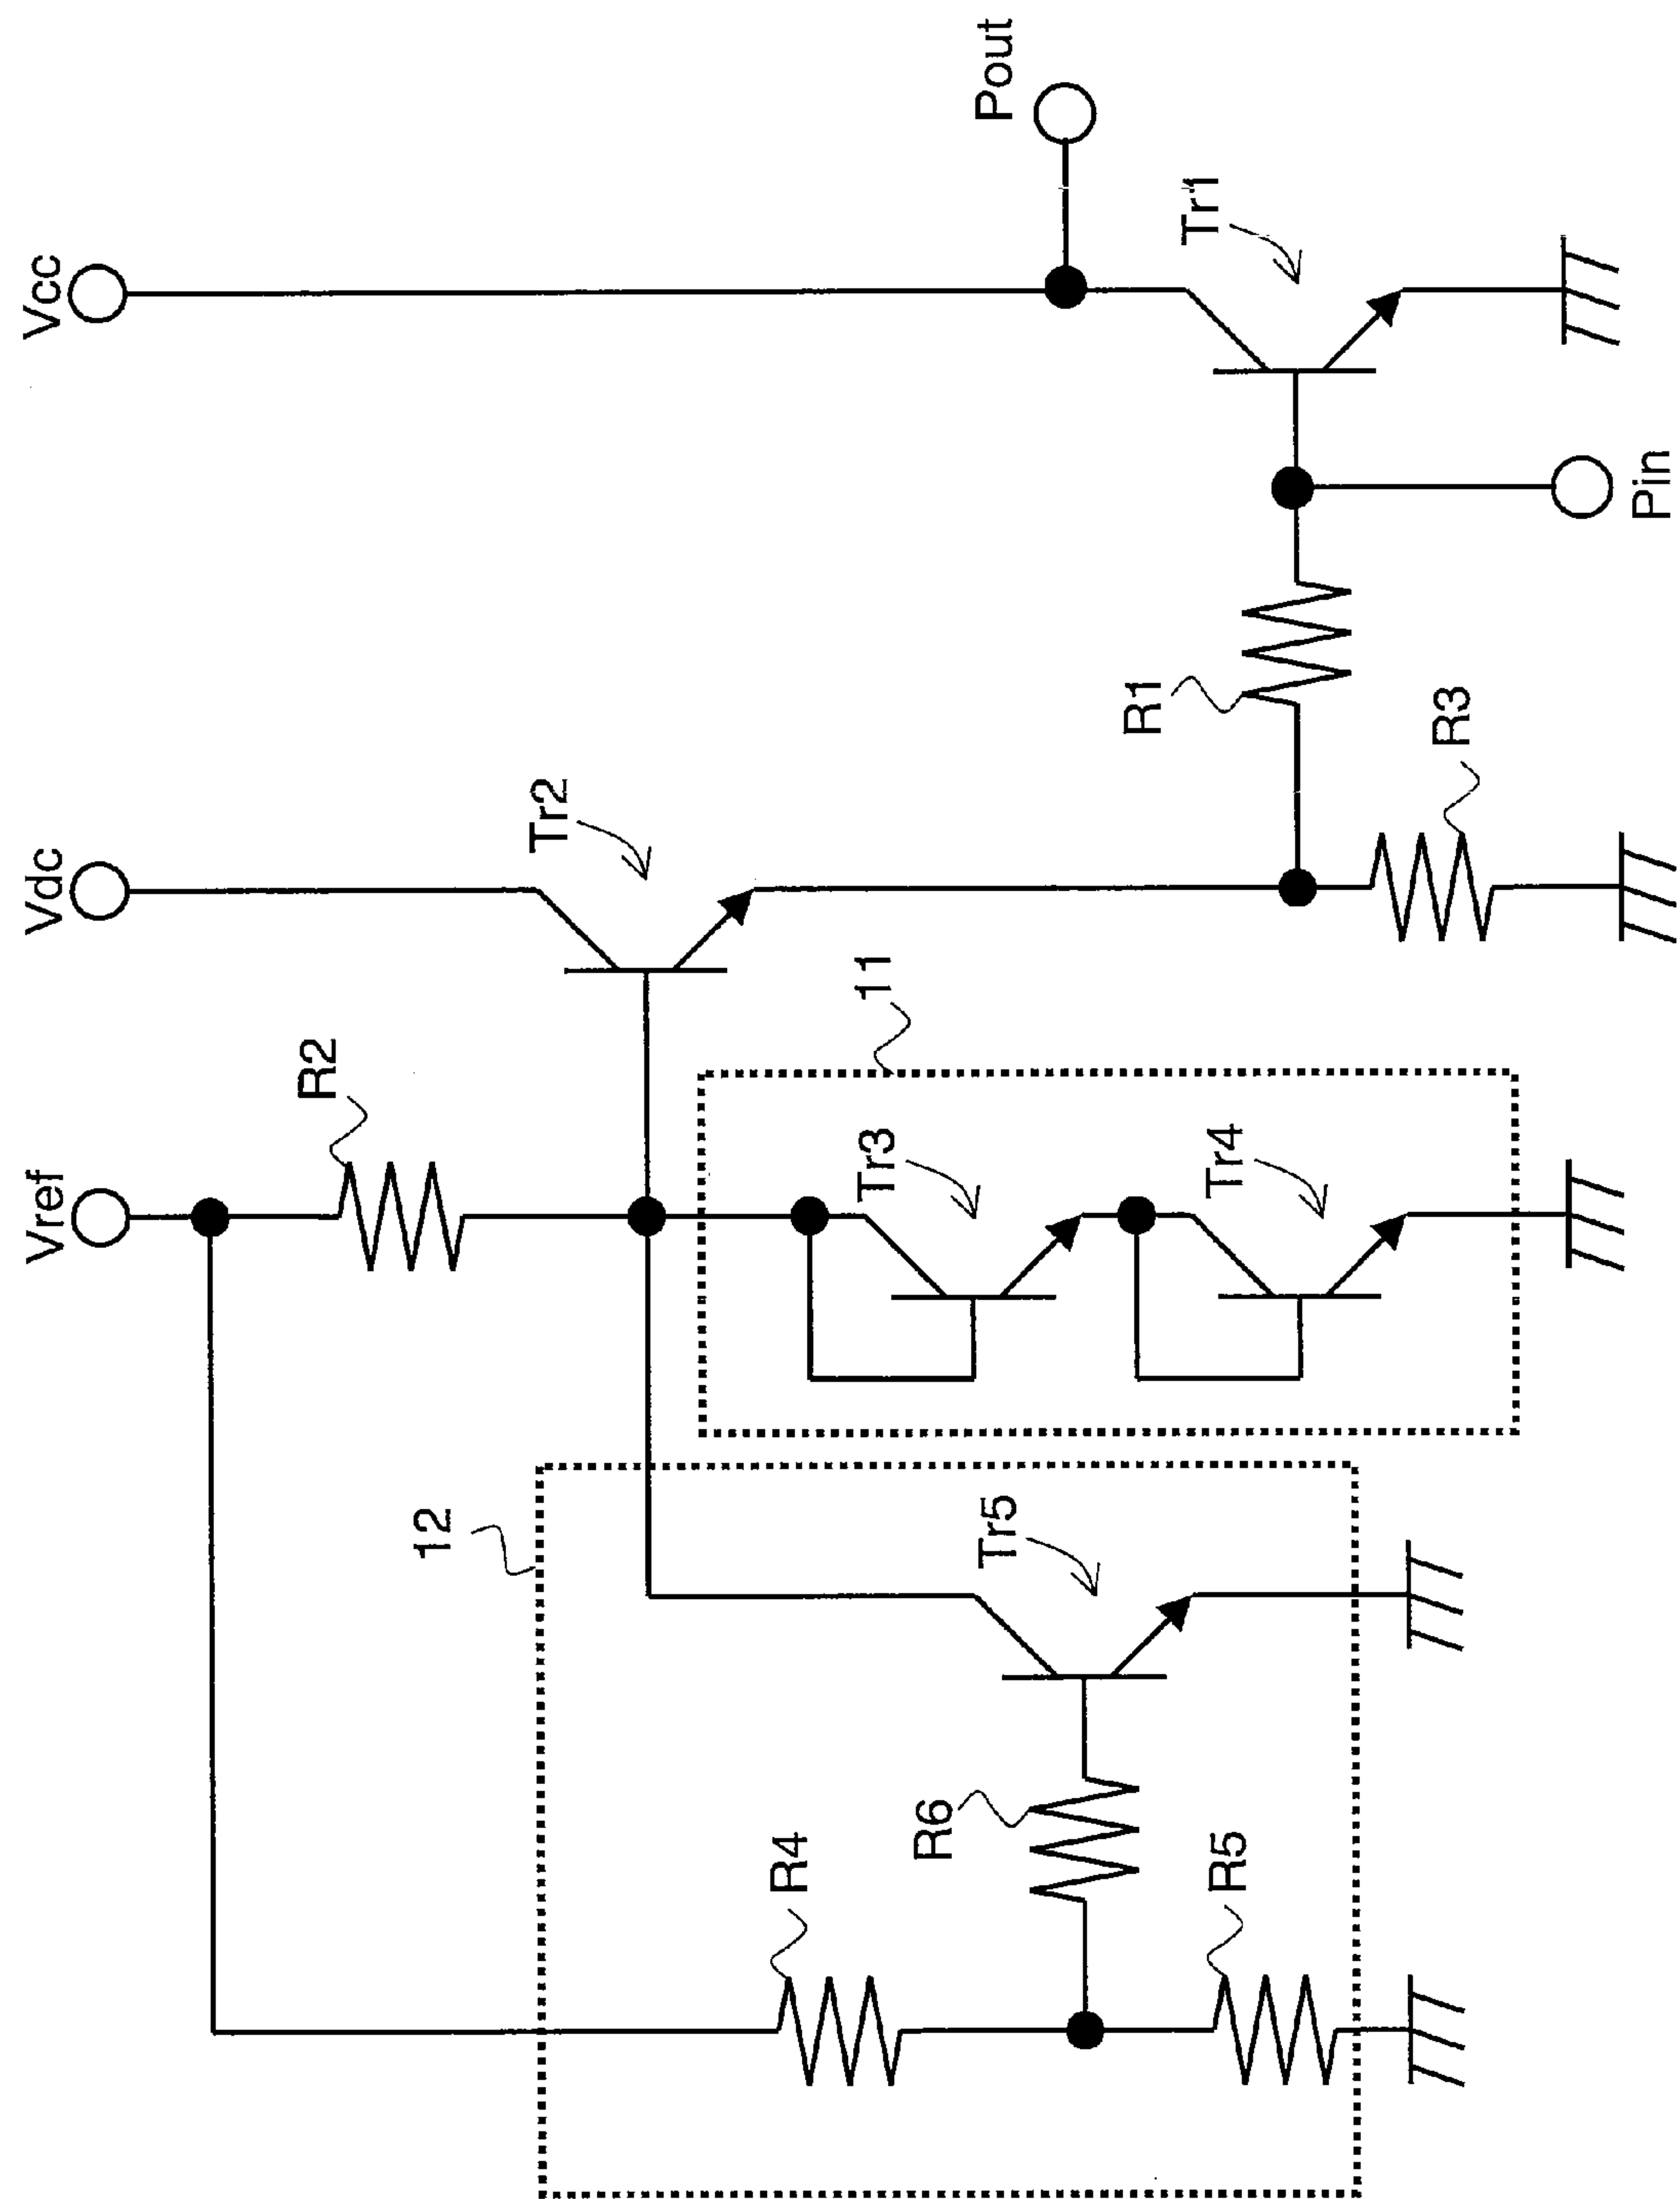 Vref
Vdc
Vcc
R2
Tr2
12
11
Pout
R4
R6
Tr5
Tr3
R1
Tr1
R5
Tr4
R3
Pin